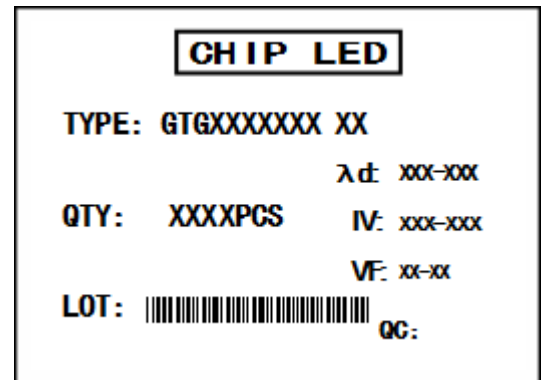 CHIP LED
TYPE: GTGXXXXXXX XX
λd: XXX-XXX
QTY: XXXXPCS
IV: XXX-XXX
VF: XX-XX
LOT:
QC: